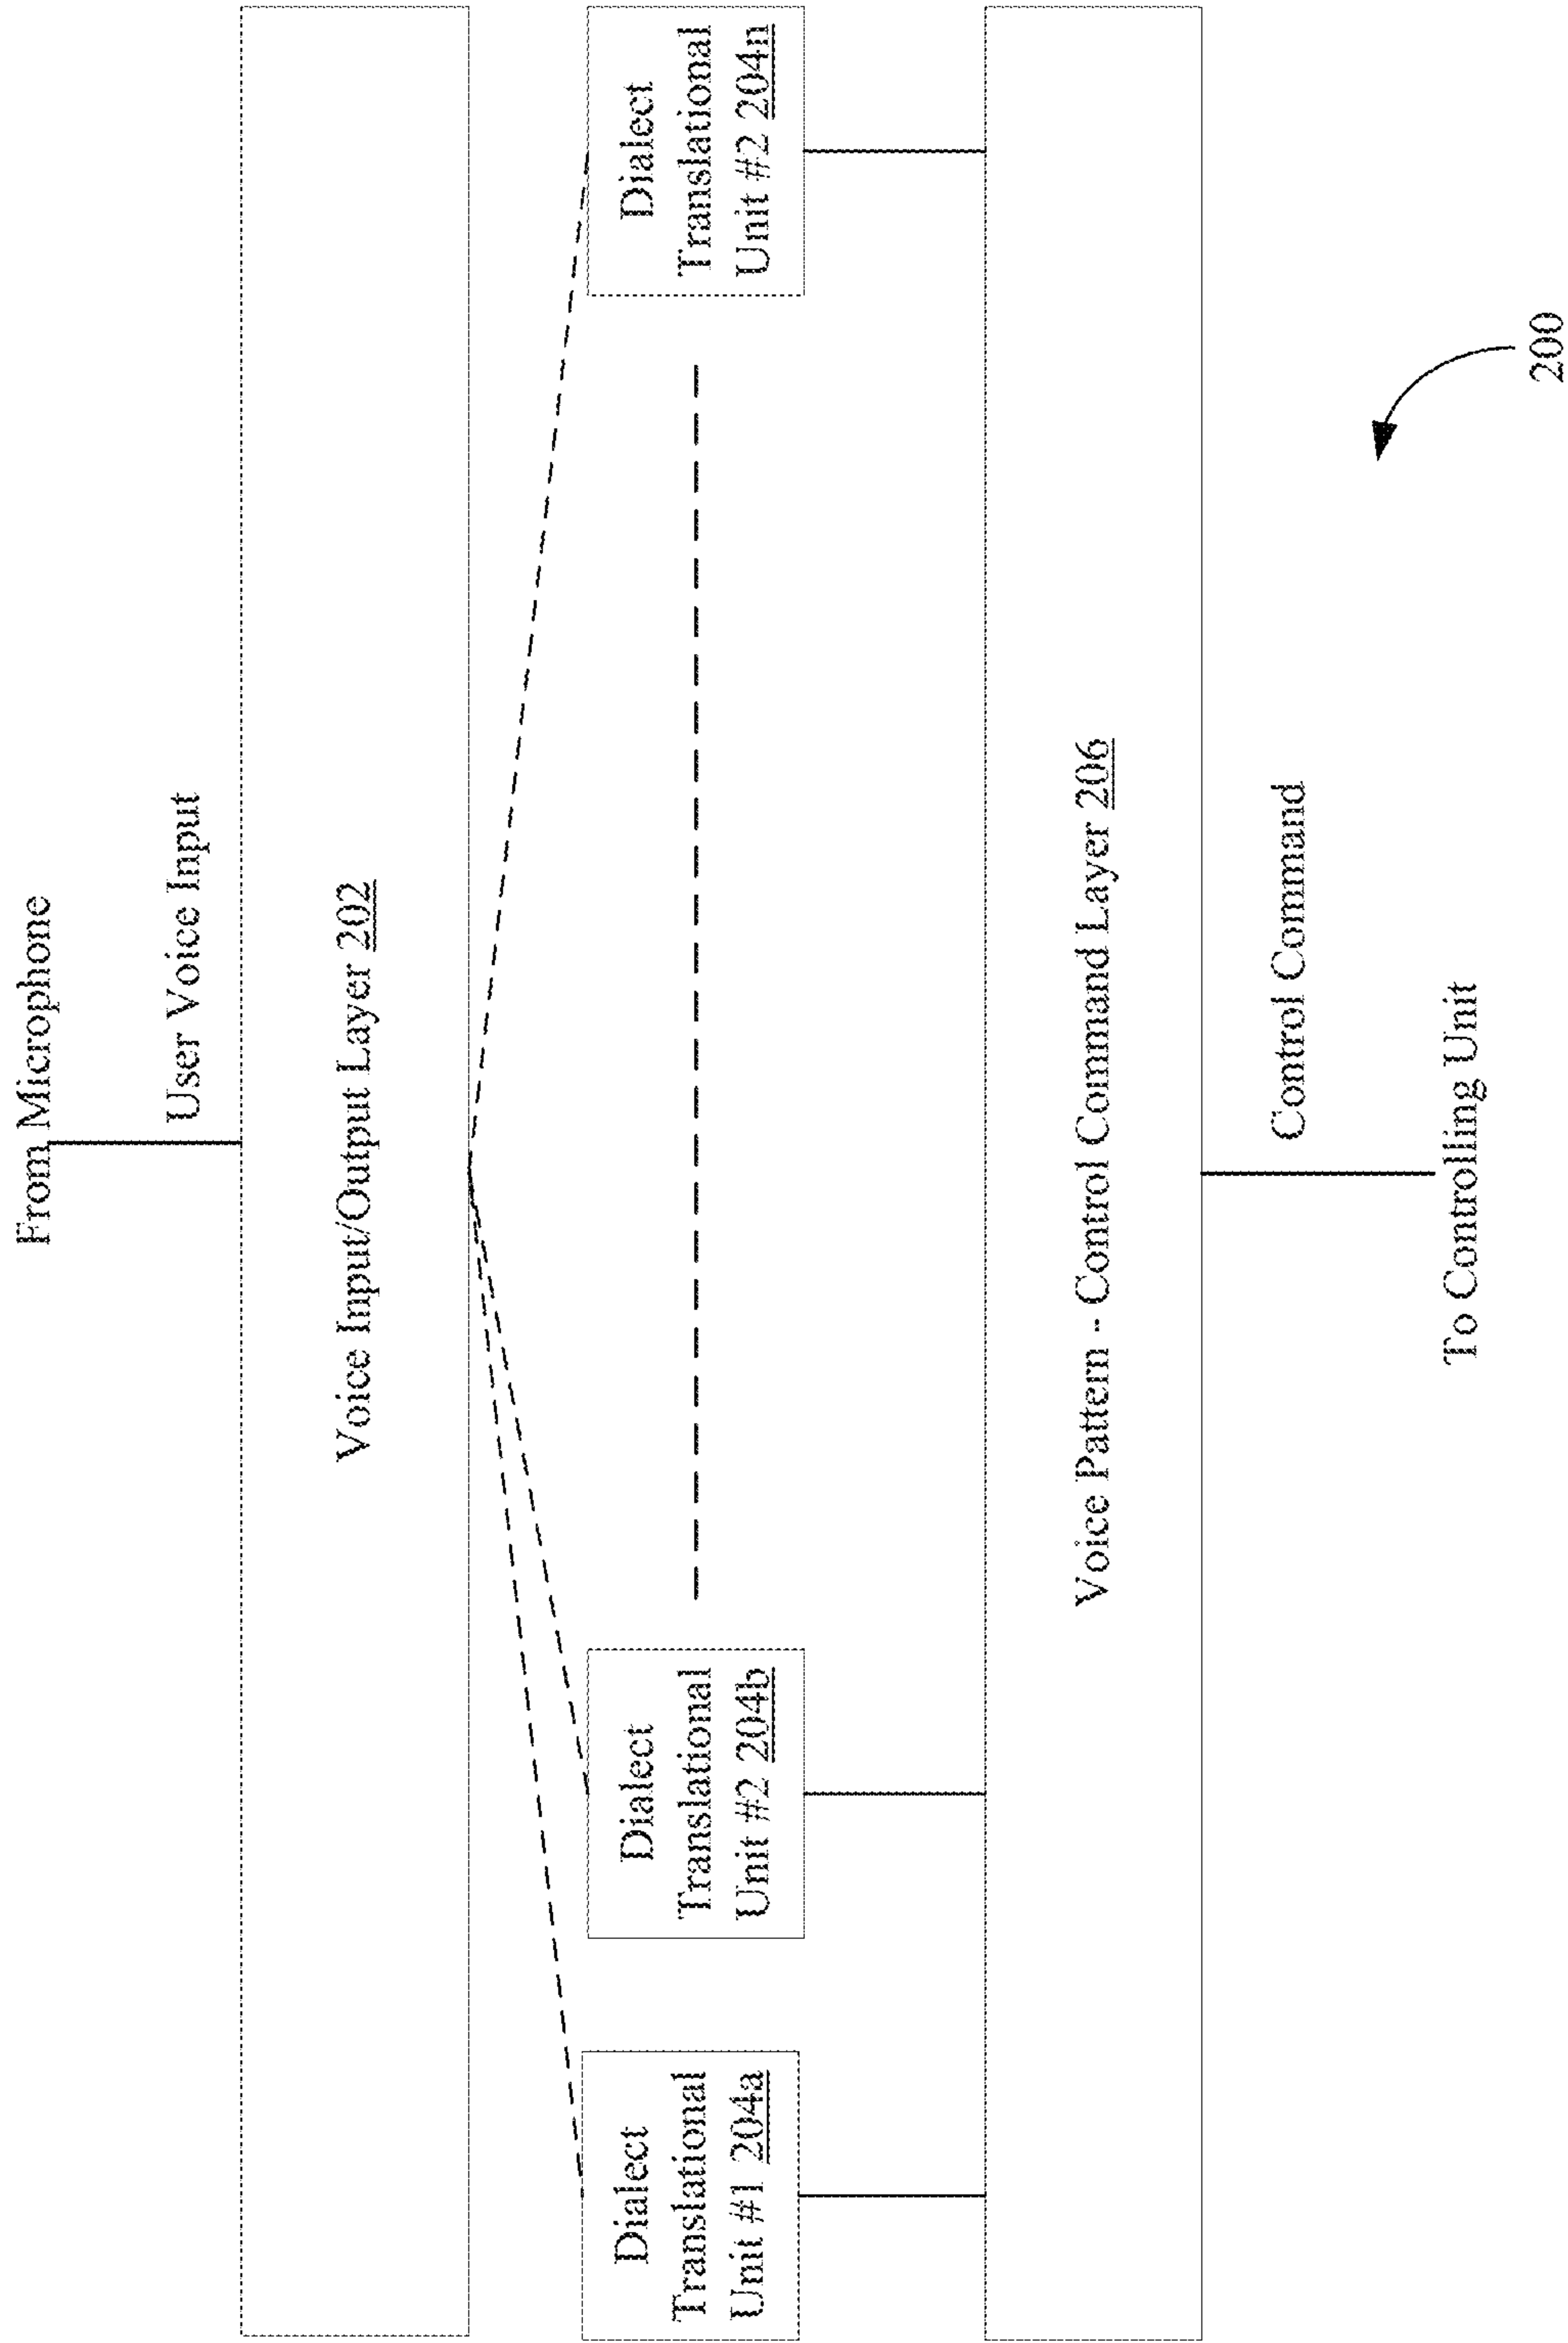 From Microphone
User Voice Input
Voice Input/Output Layer 202
Dialect
Translational
Unit #1 204a
Dialect
Translational
Unit #2 204b
Dialect
Translational
Unit #2 204n
Voice Pattern - Control Command Layer 206
Control Command
To Controlling Unit
200